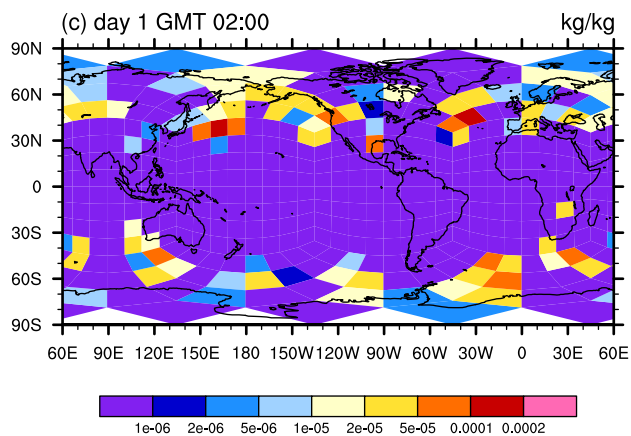 (c) day 1 GMT 02:00 kg/kg
90N
60N
30N
0
30S
60S
90S
60E 90E 120E 150E 180 150W 120W 90W 60W 30W 0 30E 60E
1e-06 2e-06 5e-06 1e-05 2e-05 5e-05 0.0001 0.0002